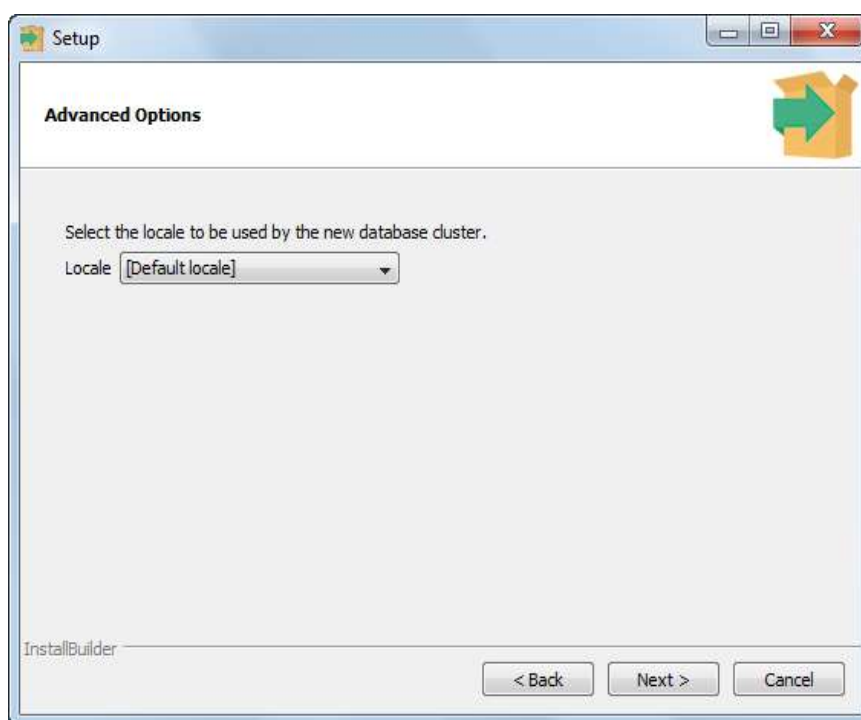 Setup
Advanced Options
Select the locale to be used by the new database cluster.
Locale [Default locale]
InstallBuilder
< Back Next > Cancel